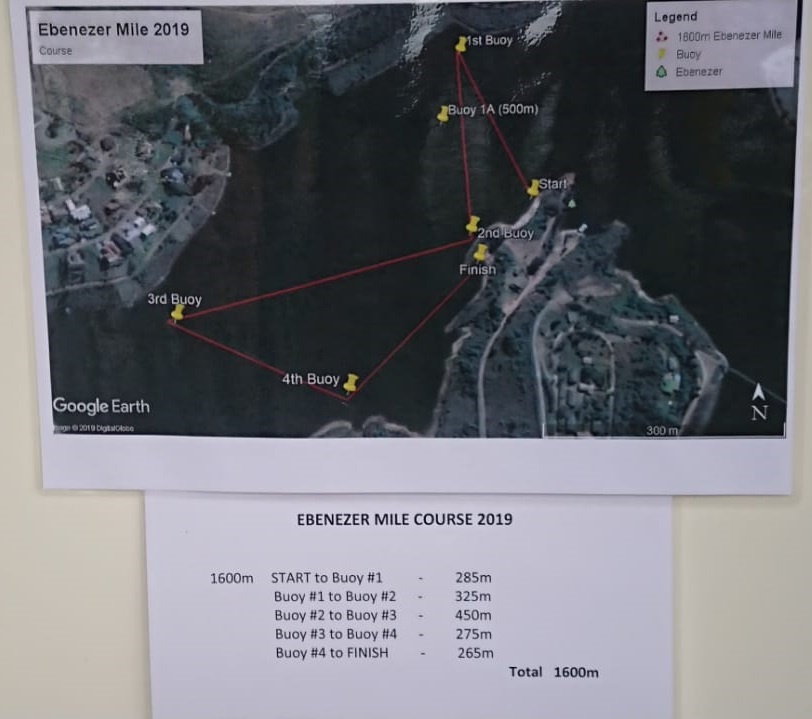 Ebenezer Mile 2019
Course
Legend
1600m Ebenezer Mile
Buoy
Ebenezer
1st Buoy
Buoy 1A (500m)
Start
2nd Buoy
Finish
3rd Buoy
4th Buoy
Google Earth
Image © 2019 DigitalGlobe
N
300 m
EBENEZER MILE COURSE 2019
1600m START to Buoy #1 - 285m
Buoy #1 to Buoy #2 - 325m
Buoy #2 to Buoy #3 - 450m
Buoy #3 to Buoy #4 - 275m
Buoy #4 to FINISH - 265m
Total 1600m